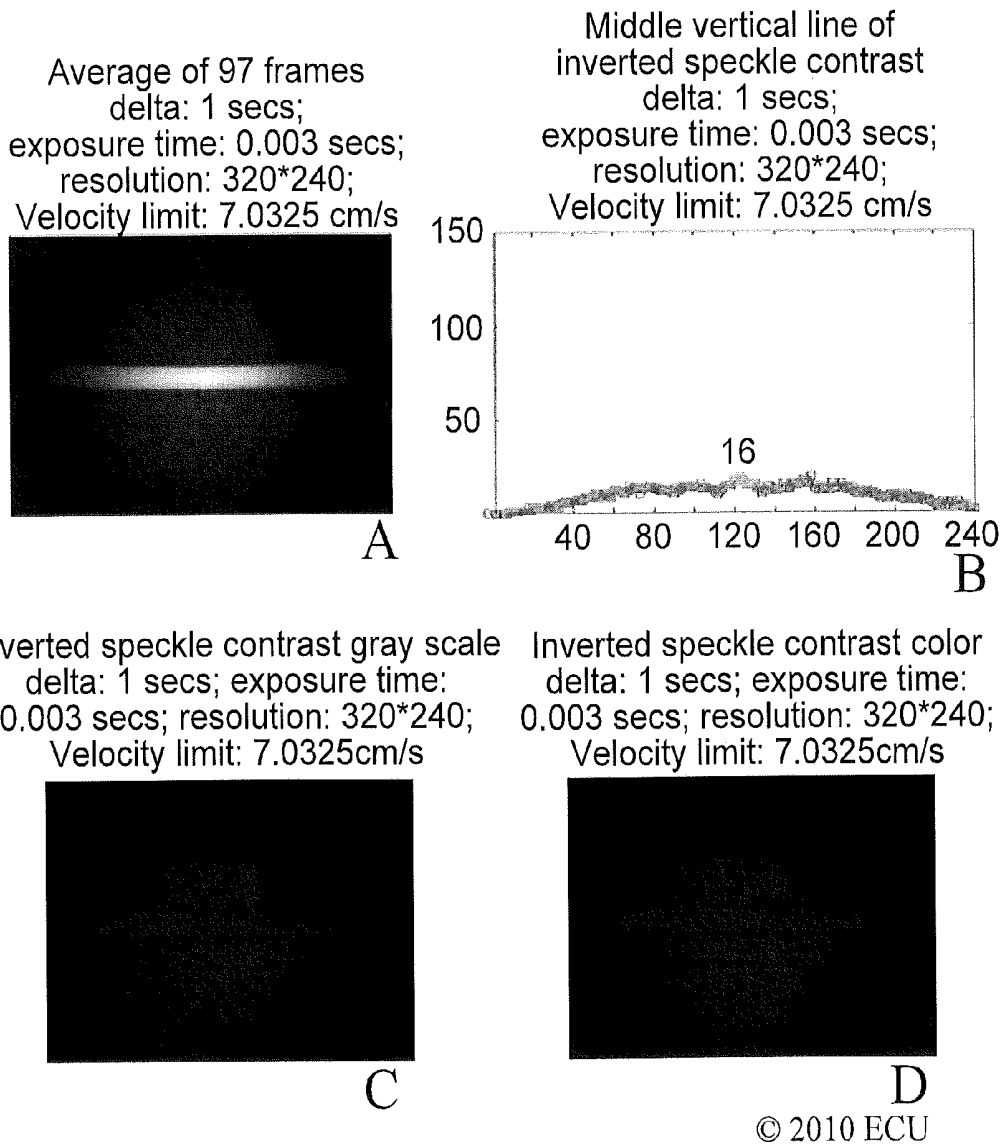 Average of 97 frames
delta: 1 secs;
exposure time: 0.003 secs;
resolution: 320*240;
Velocity limit: 7.0325 cm/s
A
Middle vertical line of
inverted speckle contrast
delta: 1 secs;
exposure time: 0.003 secs;
resolution: 320*240;
Velocity limit: 7.0325 cm/s
150
100
50
16
40 80 120 160 200 240
B
verted speckle contrast gray scale
delta: 1 secs; exposure time:
0.003 secs; resolution: 320*240;
Velocity limit: 7.0325cm/s
C
Inverted speckle contrast color
delta: 1 secs; exposure time:
0.003 secs; resolution: 320*240;
Velocity limit: 7.0325cm/s
D
© 2010 ECU